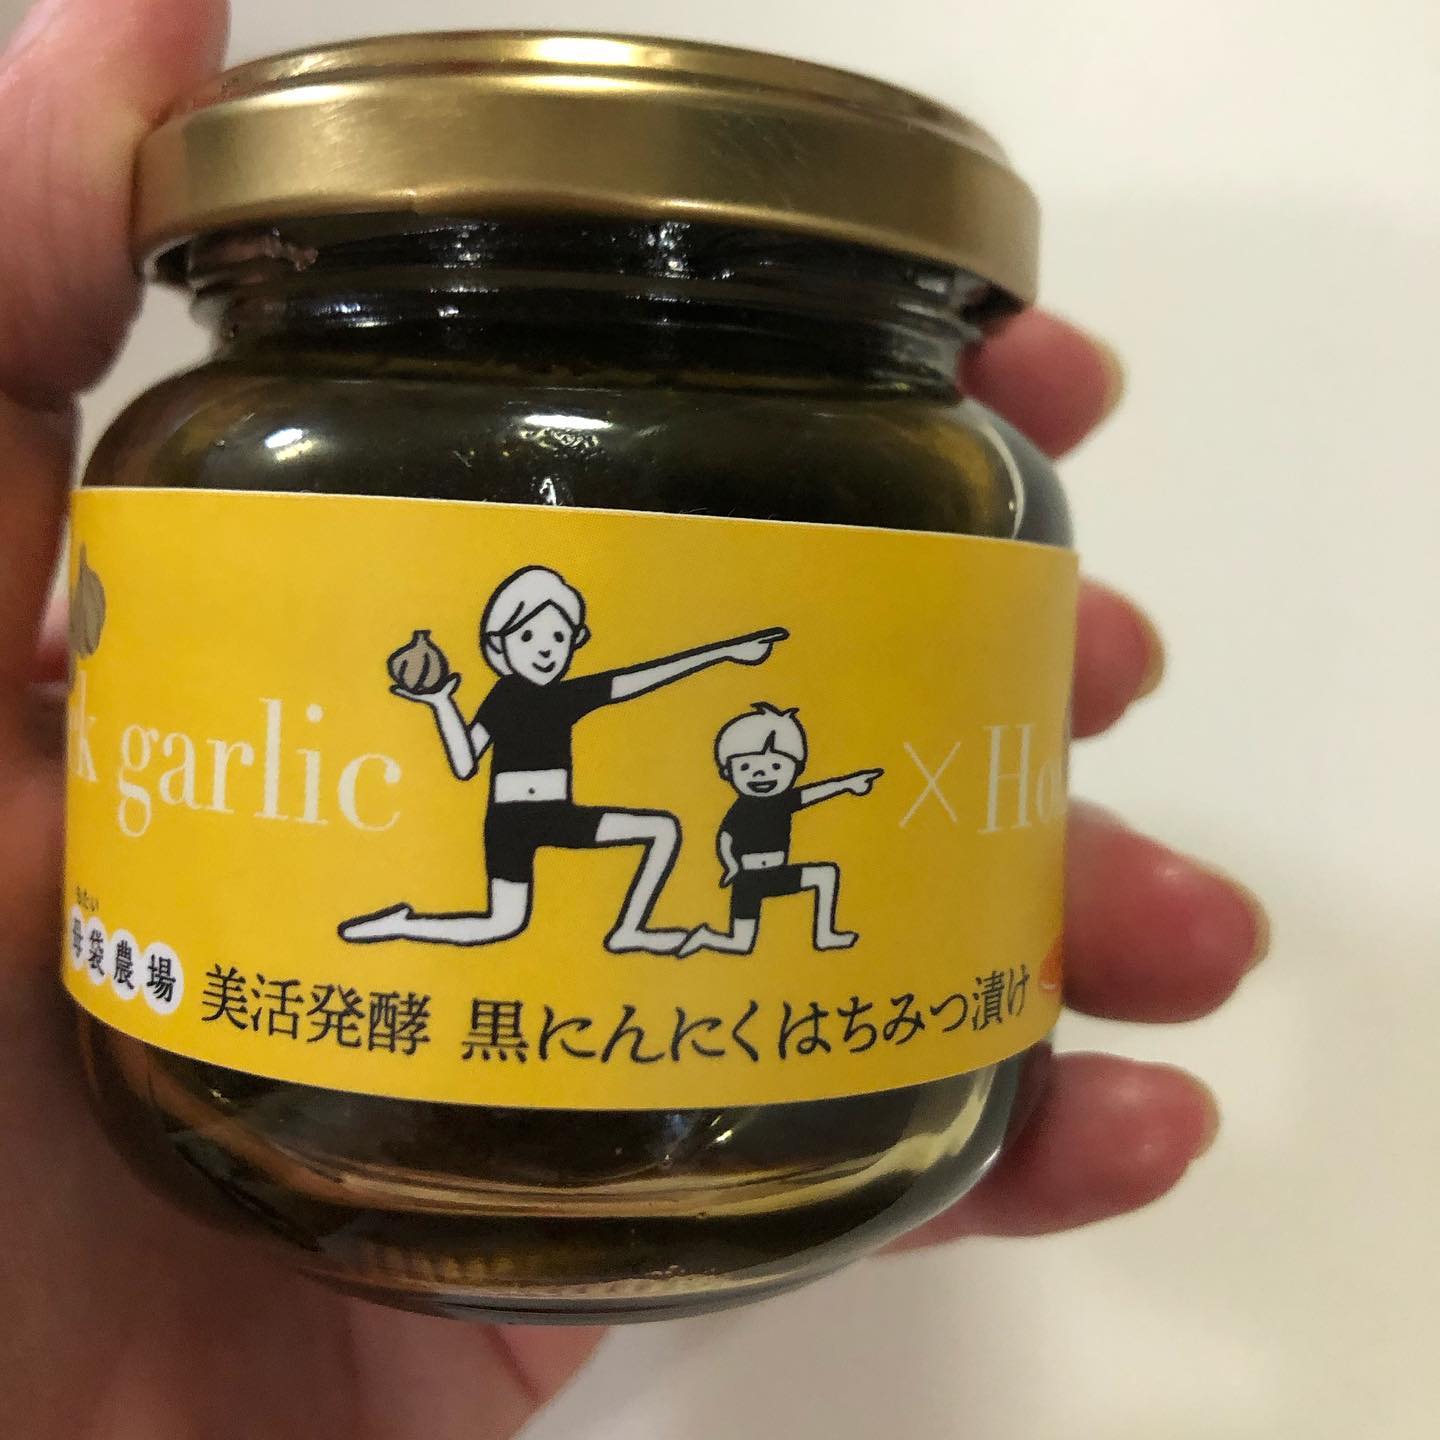 garlic × Ho
もたい
母袋農場
美活発酵 黒にんにくはちみつ漬け